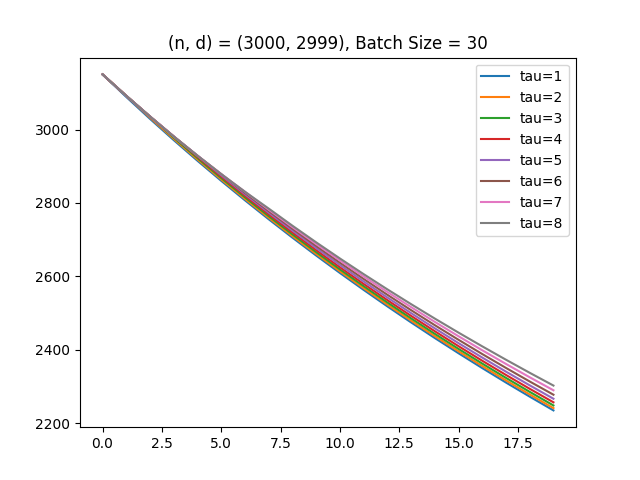 (n, d) = (3000, 2999), Batch Size = 30
tau=1
tau=2
tau=3
tau=4
tau=5
tau=6
tau=7
tau=8
3000
2800
2600
2400
2200
0.0 2.5 5.0 7.5 10.0 12.5 15.0 17.5